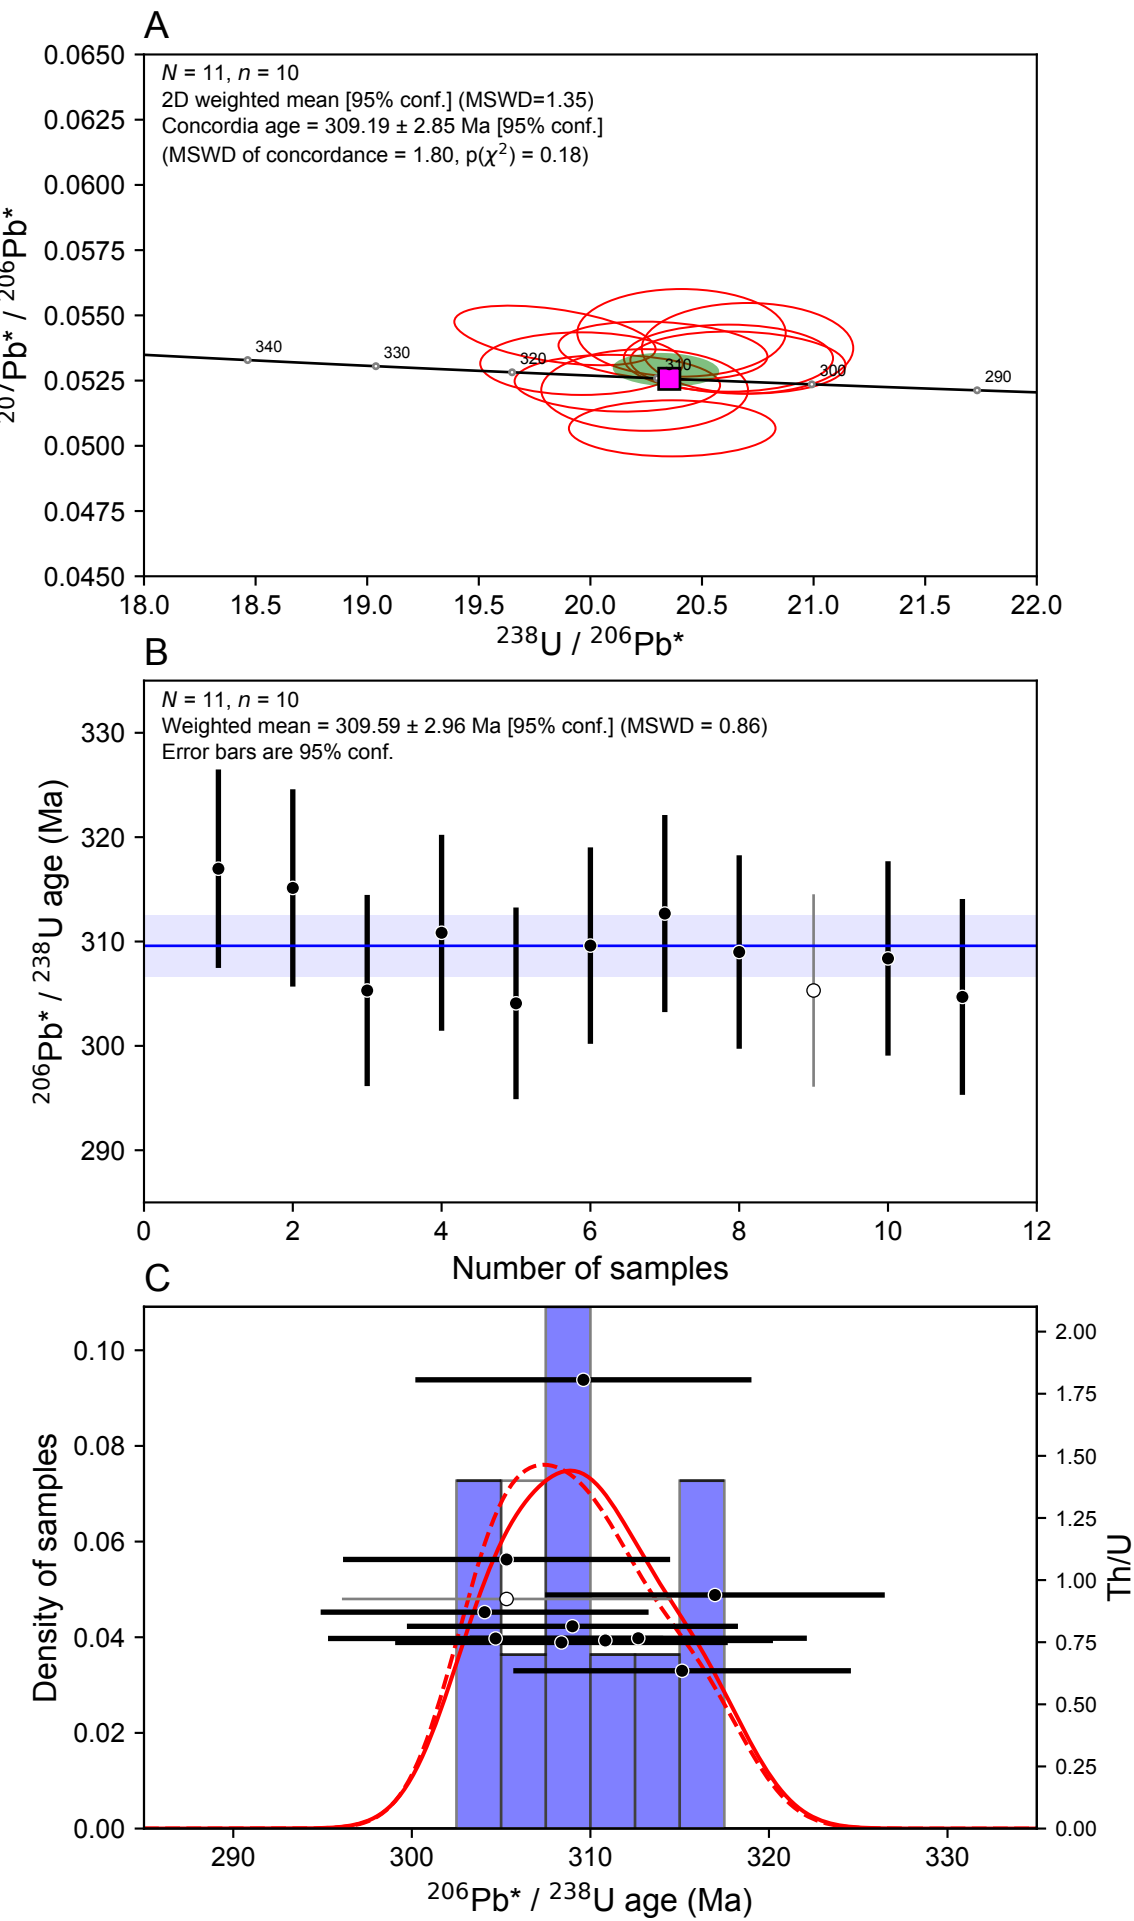 A
N = 11, n = 10
2D weighted mean [95% conf.] (MSWD=1.35)
Concordia age = 309.19 ± 2.85 Ma [95% conf.]
(MSWD of concordance = 1.80, p(χ²) = 0.18)
0.0650
0.0625
0.0600
0.0575
0.0550
0.0525
0.0500
0.0475
0.0450
²⁰⁷Pb* / ²⁰⁶Pb*
340
330
320
310
300
290
18.0 18.5 19.0 19.5 20.0 20.5 21.0 21.5 22.0
²³⁸U / ²⁰⁶Pb*
B
N = 11, n = 10
Weighted mean = 309.59 ± 2.96 Ma [95% conf.] (MSWD = 0.86)
Error bars are 95% conf.
330
320
310
300
290
²⁰⁶Pb* / ²³⁸U age (Ma)
0 2 4 6 8 10 12
Number of samples
C
0.10
0.08
0.06
0.04
0.02
0.00
Density of samples
2.00
1.75
1.50
1.25
1.00
0.75
0.50
0.25
0.00
Th/U
290 300 310 320 330
²⁰⁶Pb* / ²³⁸U age (Ma)